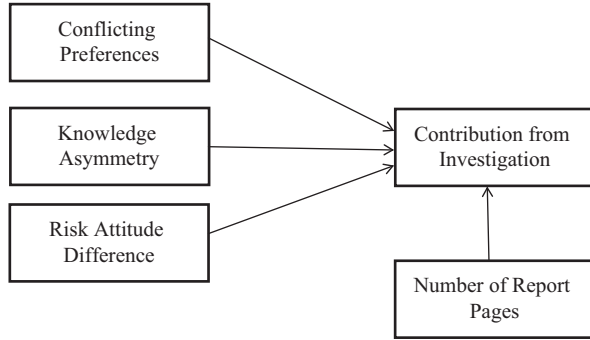 Conflicting
Preferences
Knowledge
Asymmetry
Risk Attitude
Difference
Contribution from
Investigation
Number of Report
Pages